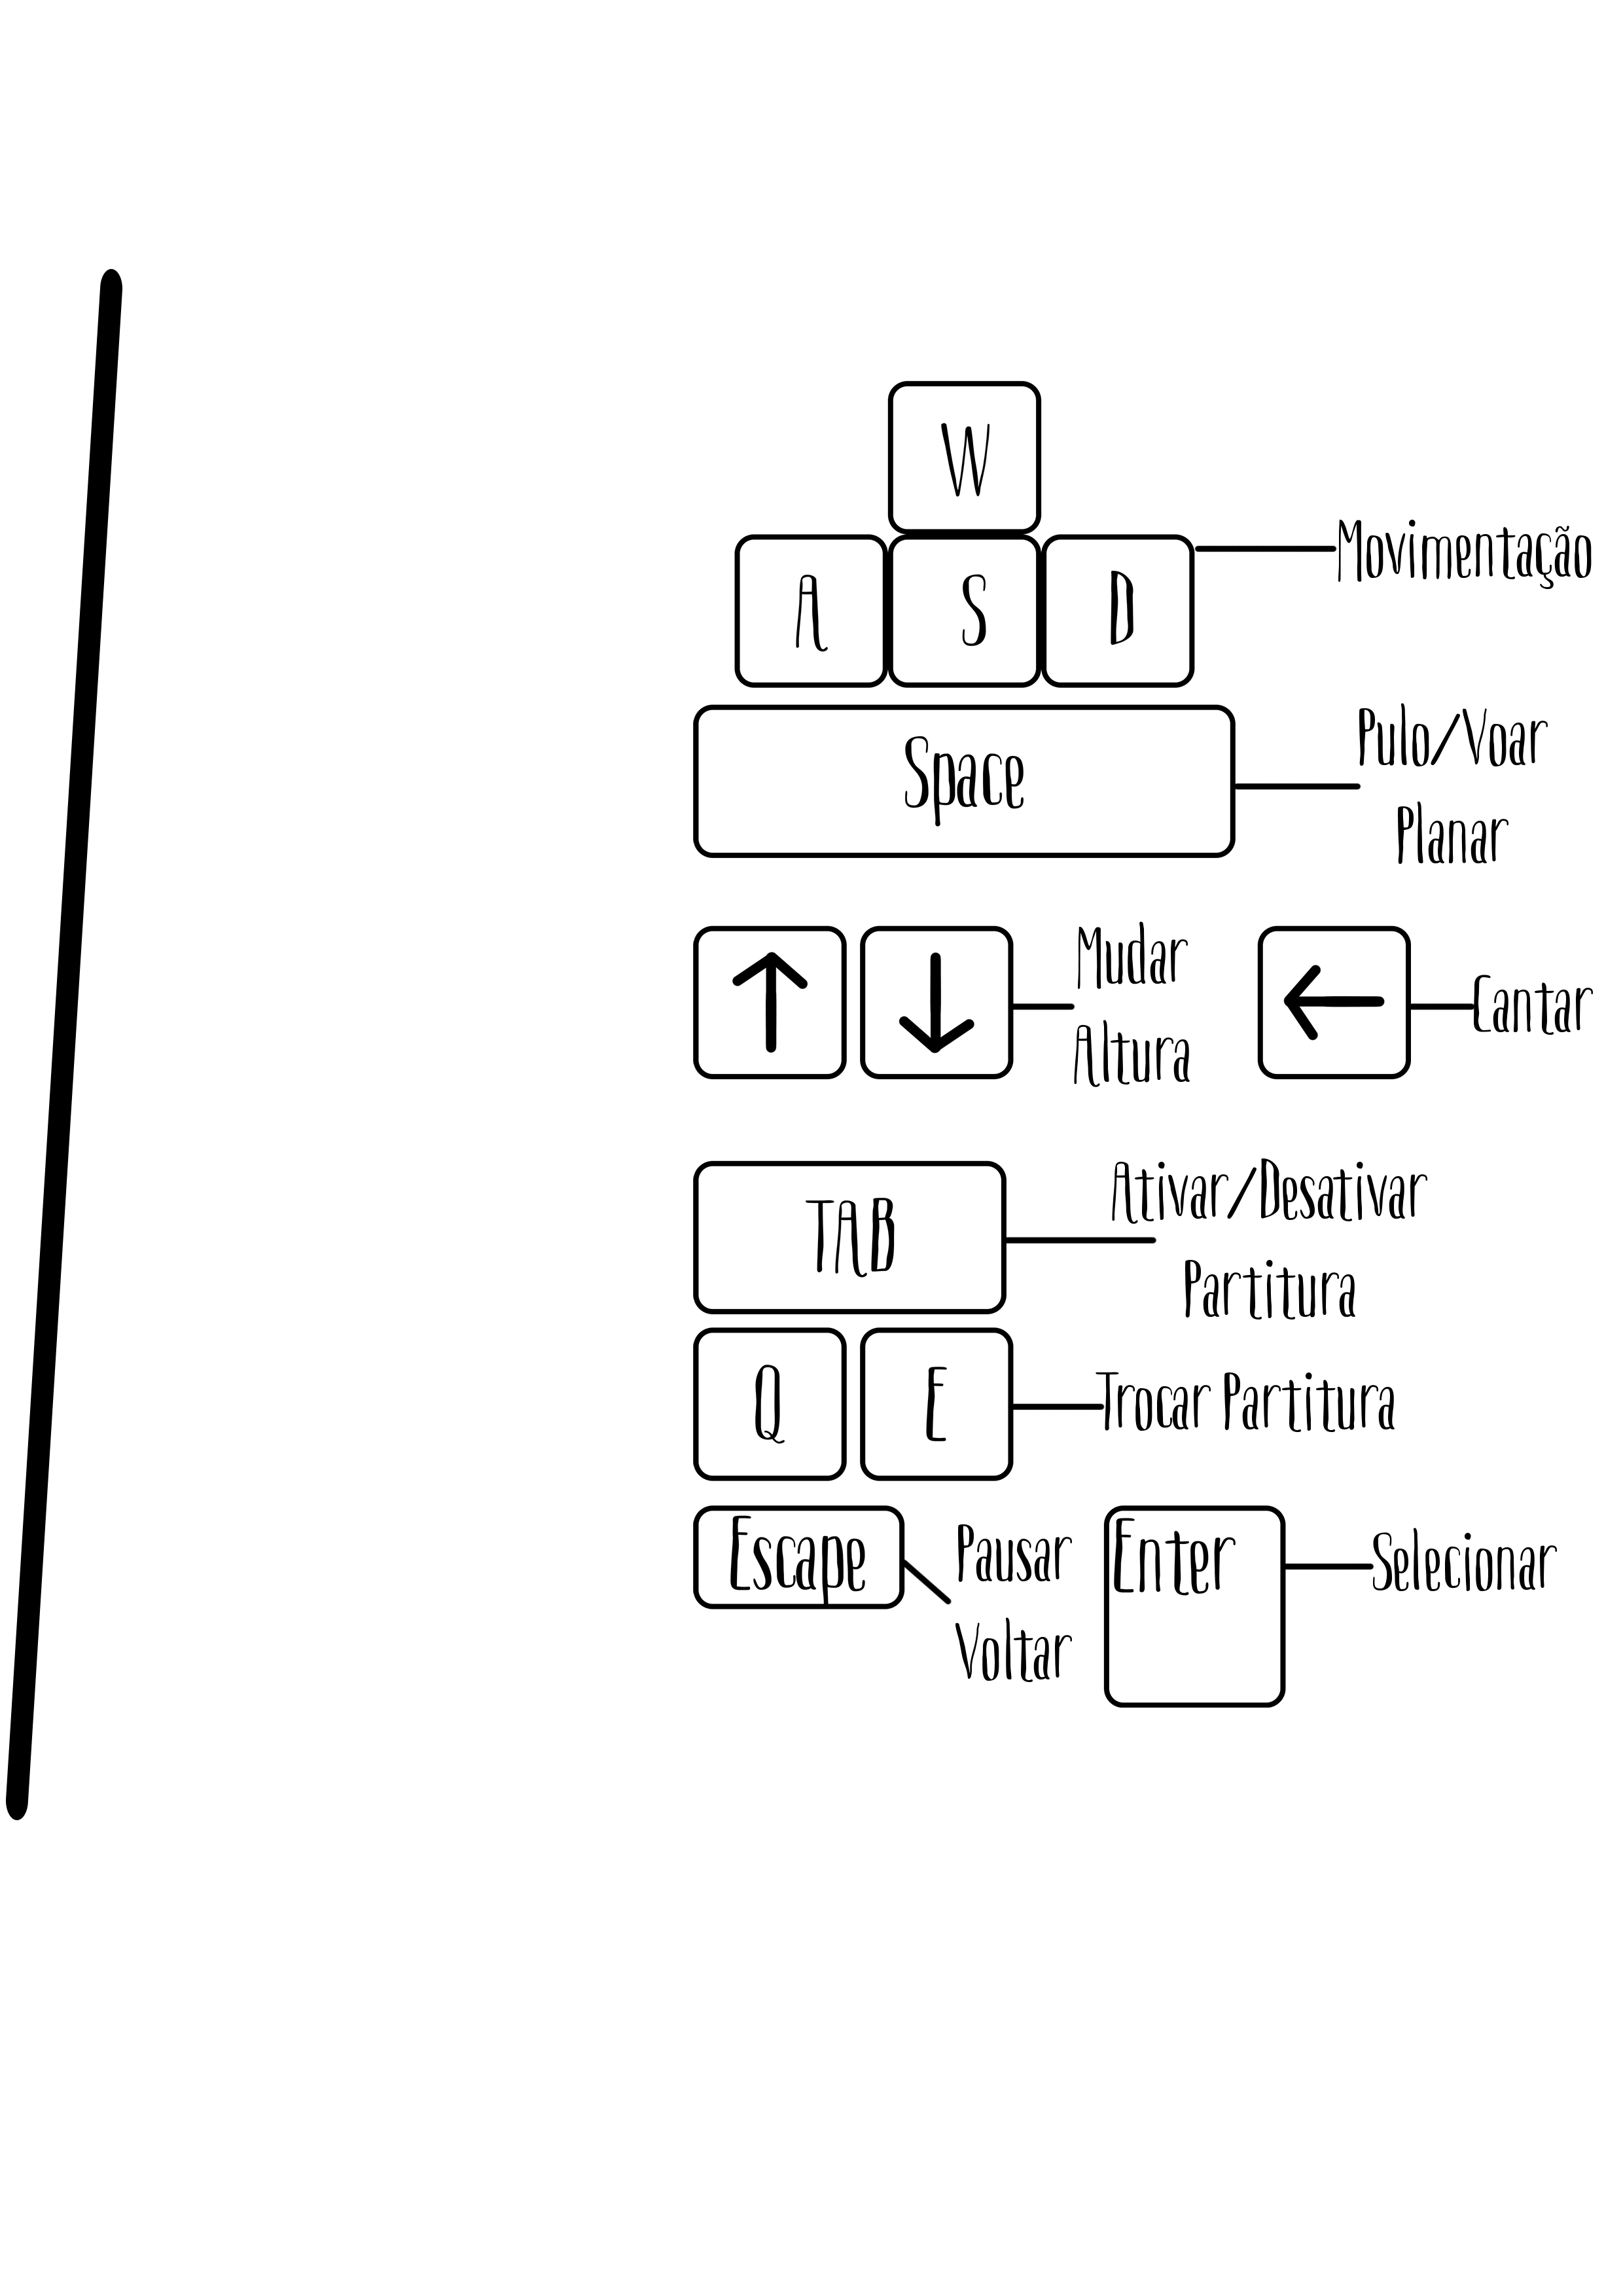 W
A S D
Movimentação
Space
Pulo/Voar
Planar
Mudar
Altura
Cantar
TAB
Ativar/Desativar
Partitura
Q E
Trocar Partitura
Escape
Pausar
Voltar
Enter
Selecionar